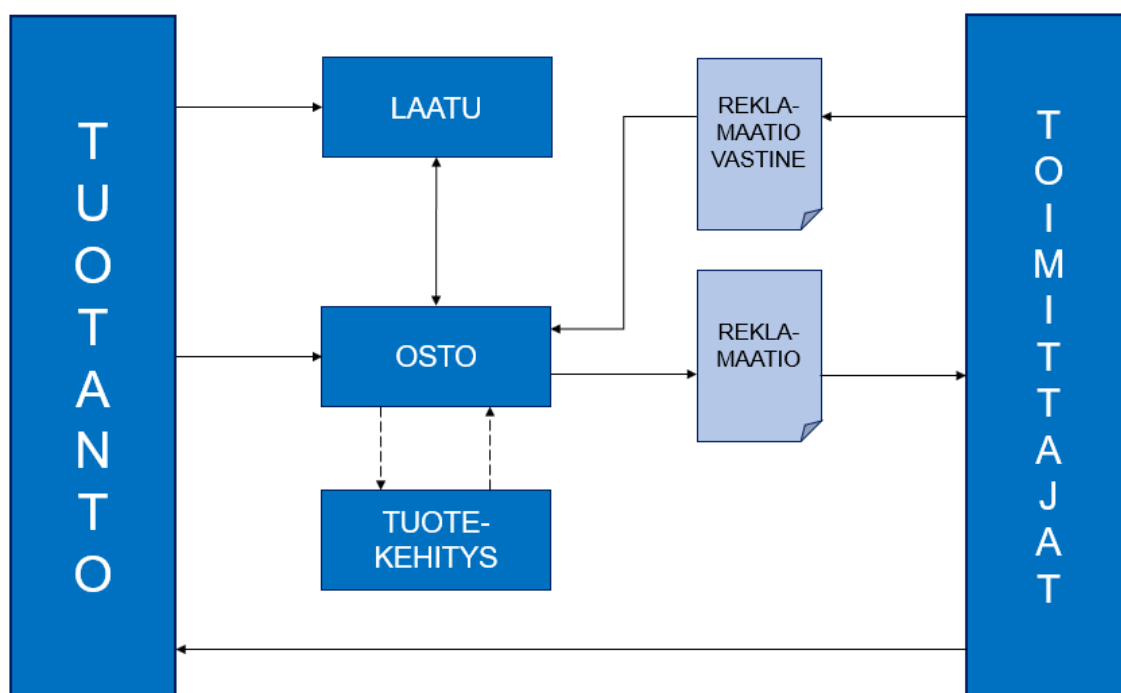 TUOTANTO
LAATU
REKLA-
MAATIO
VASTINE
OSTO
REKLA-
MAATIO
TUOTE-
KEHITYS
TOIMITTAJAT